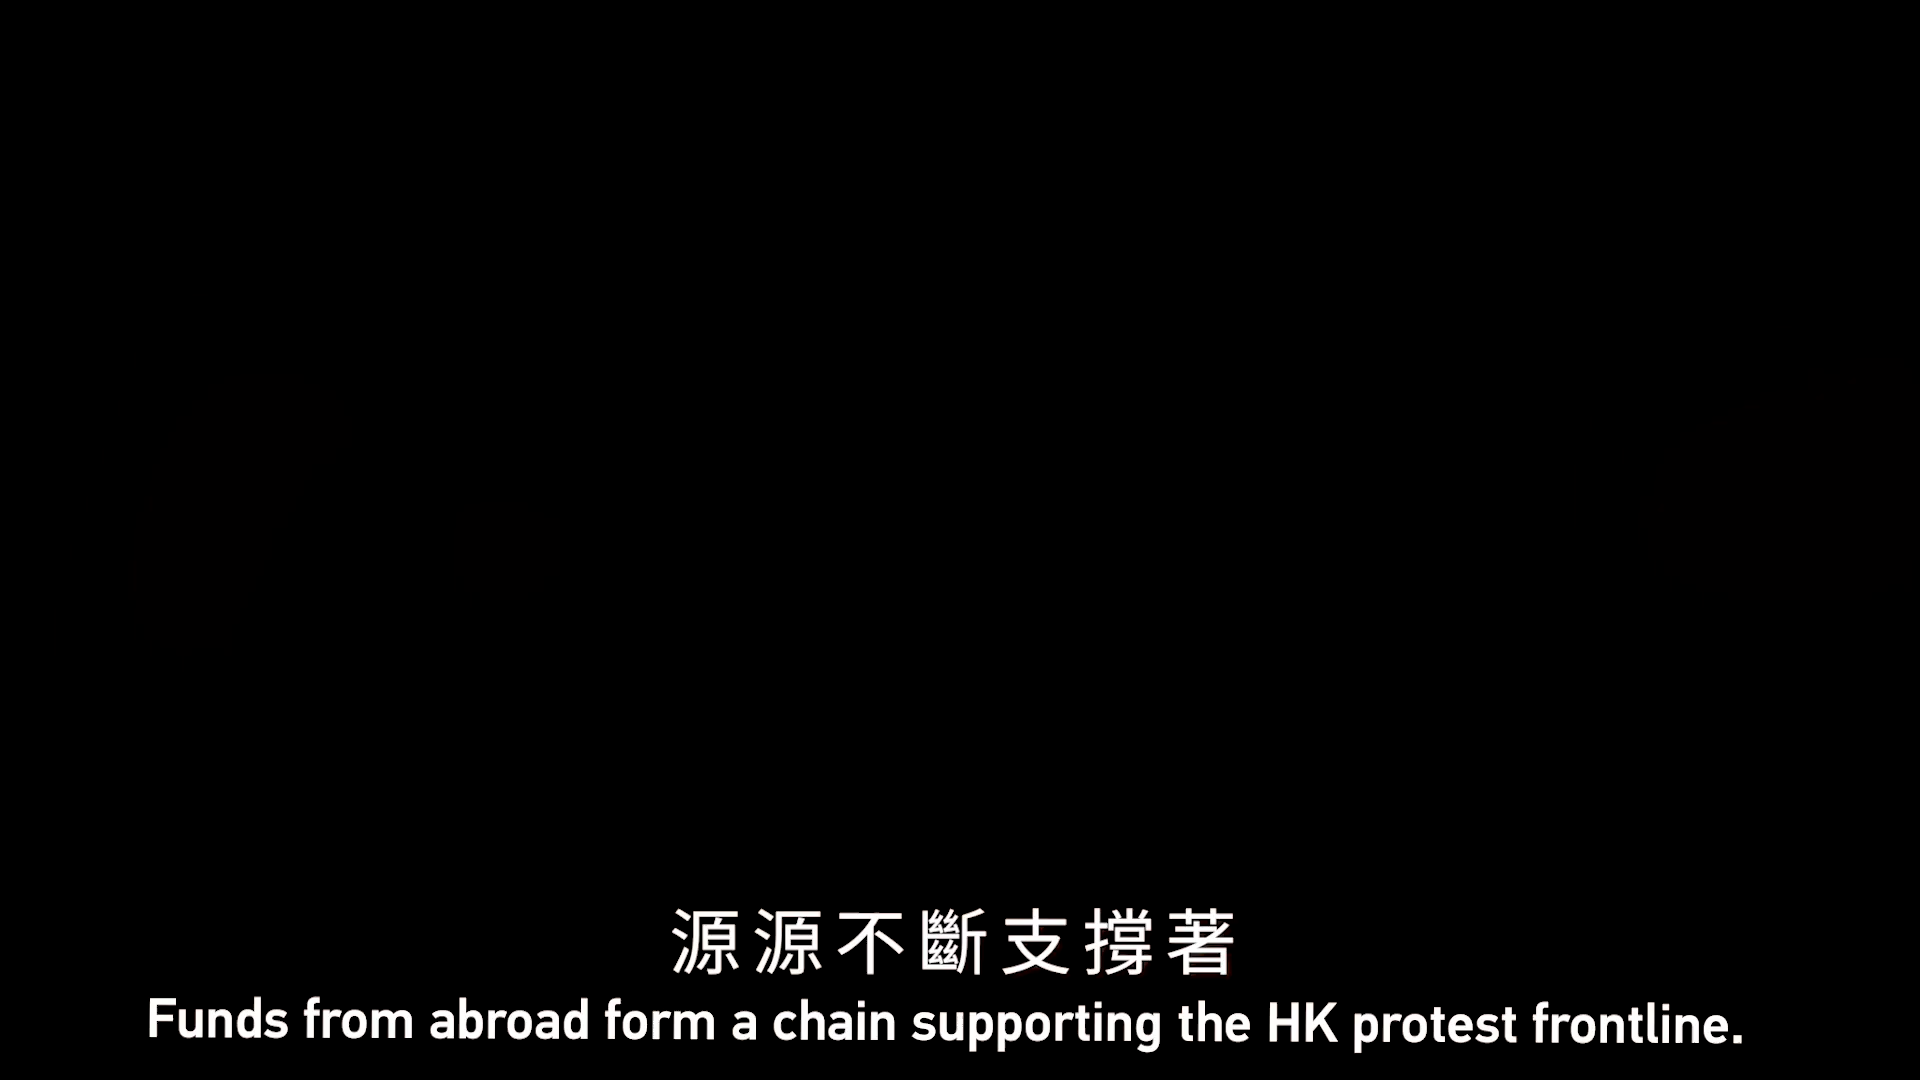 源源不斷支撐著
Funds from abroad form a chain supporting the HK protest frontline.